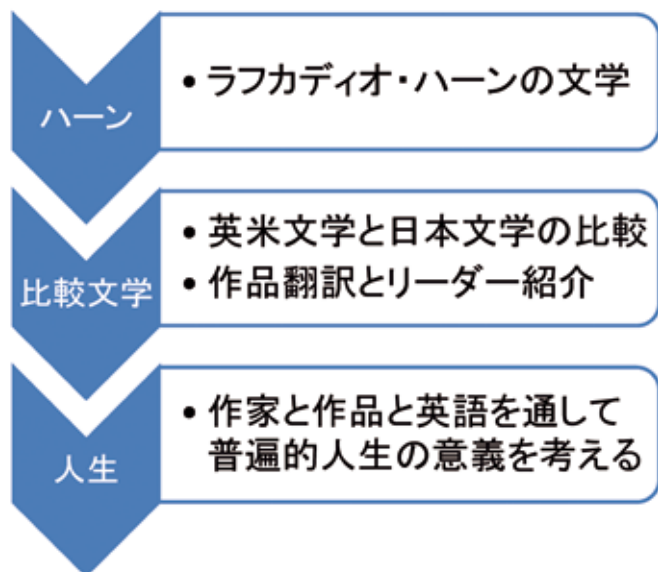 ハーン
• ラフカディオ・ハーンの文学
比較文学
• 英米文学と日本文学の比較
• 作品翻訳とリーダー紹介
人生
• 作家と作品と英語を通して
普遍的人生の意義を考える